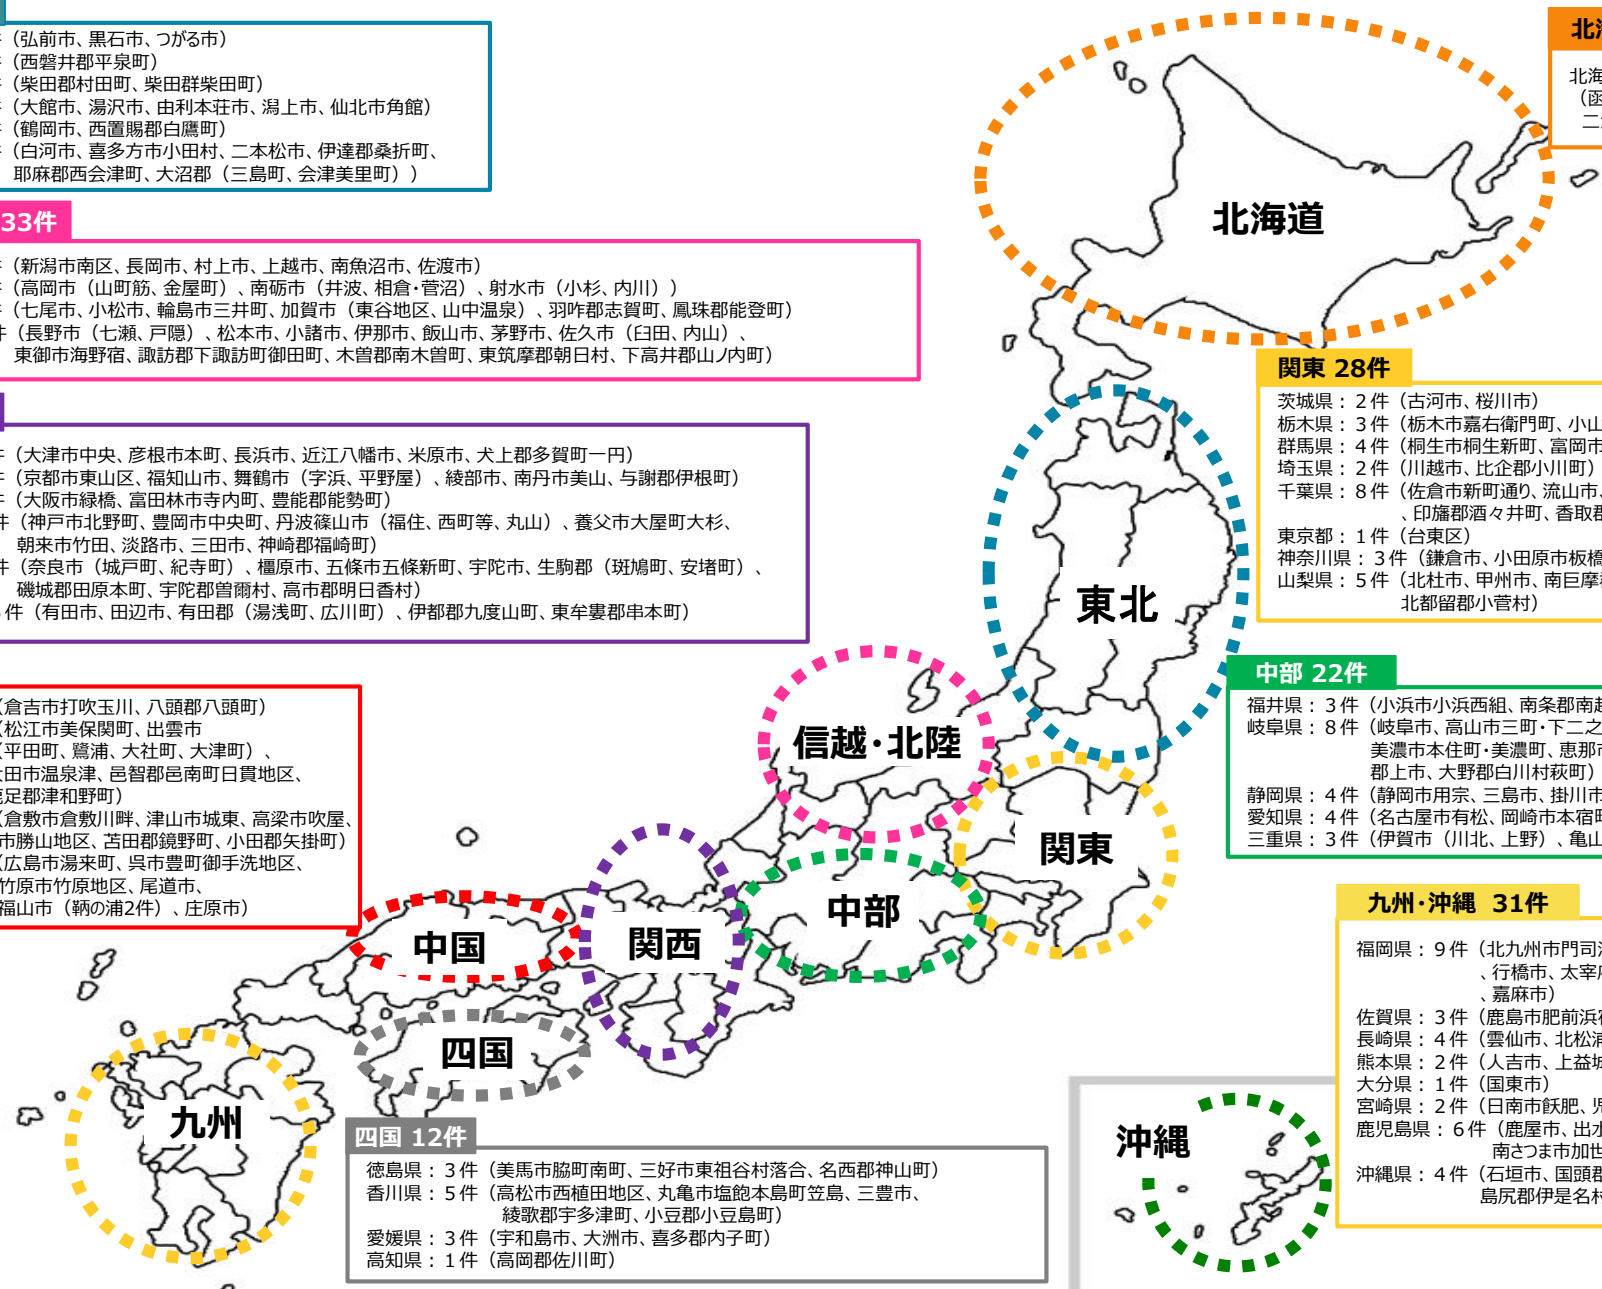 （弘前市、黒石市、つがる市）
（西磐井郡平泉町）
（柴田郡村田町、柴田群柴田町）
（大館市、湯沢市、由利本荘市、潟上市、仙北市角館）
（鶴岡市、西置賜郡白鷹町）
（白河市、喜多方市小田村、二本松市、伊達郡桑折町、
耶麻郡西会津町、大沼郡（三島町、会津美里町））
33件
（新潟市南区、長岡市、村上市、上越市、南魚沼市、佐渡市）
（高岡市（山町筋、金屋町）、南砺市（井波、相倉・菅沼）、射水市（小杉、内川））
（七尾市、小松市、輪島市三井町、加賀市（東谷地区、山中温泉）、羽咋郡志賀町、鳳珠郡能登町）
件（長野市（七瀬、戸隠）、松本市、小諸市、伊那市、飯山市、茅野市、佐久市（臼田、内山）、
東御市海野宿、諏訪郡下諏訪町御田町、木曽郡南木曽町、東筑摩郡朝日村、下高井郡山ノ内町）
（大津市中央、彦根市本町、長浜市、近江八幡市、米原市、犬上郡多賀町一円）
（京都市東山区、福知山市、舞鶴市（字浜、平野屋）、綾部市、南丹市美山、与謝郡伊根町）
（大阪市緑橋、富田林市寺内町、豊能郡能勢町）
件（神戸市北野町、豊岡市中央町、丹波篠山市（福住、西町等、丸山）、養父市大屋町大杉、
朝来市竹田、淡路市、三田市、神崎郡福崎町）
件（奈良市（城戸町、紀寺町）、橿原市、五條市五條新町、宇陀市、生駒郡（斑鳩町、安堵町）、
磯城郡田原本町、宇陀郡曽爾村、高市郡明日香村）
件（有田市、田辺市、有田郡（湯浅町、広川町）、伊都郡九度山町、東牟婁郡串本町）
（倉吉市打吹玉川、八頭郡八頭町）
（松江市美保関町、出雲市
（平田町、鷺浦、大社町、大津町）、
大田市温泉津、邑智郡邑南町日貫地区、
鹿足郡津和野町）
（倉敷市倉敷川畔、津山市城東、高梁市吹屋、
市勝山地区、苫田郡鏡野町、小田郡矢掛町）
（広島市湯来町、呉市豊町御手洗地区、
竹原市竹原地区、尾道市、
福山市（鞆の浦2件）、庄原市）
北海道
東北
信越・北陸
関東
中部
関西
中国
四国
九州
沖縄
北海
（函
二
関東 28件
茨城県：２件（古河市、桜川市）
栃木県：３件（栃木市嘉右衛門町、小山
群馬県：４件（桐生市桐生新町、富岡市
埼玉県：２件（川越市、比企郡小川町）
千葉県：８件（佐倉市新町通り、流山市、
、印旛郡酒々井町、香取郡
東京都：１件（台東区）
神奈川県：３件（鎌倉市、小田原市板橋
山梨県：５件（北杜市、甲州市、南巨摩郡
北都留郡小菅村）
中部 22件
福井県：３件（小浜市小浜西組、南条郡南越
岐阜県：８件（岐阜市、高山市三町・下二之
美濃市本住町・美濃町、恵那市
郡上市、大野郡白川村荻町）
静岡県：４件（静岡市用宗、三島市、掛川市
愛知県：４件（名古屋市有松、岡崎市本宿町
三重県：３件（伊賀市（川北、上野）、亀山
九州・沖縄 31件
福岡県：９件（北九州市門司港
、行橋市、太宰府
、嘉麻市）
佐賀県：３件（鹿島市肥前浜宿
長崎県：４件（雲仙市、北松浦
熊本県：２件（人吉市、上益城
大分県：１件（国東市）
宮崎県：２件（日南市飫肥、児
鹿児島県：６件（鹿屋市、出水
南さつま市加世
沖縄県：４件（石垣市、国頭郡
島尻郡伊是名村
四国 12件
徳島県：３件（美馬市脇町南町、三好市東祖谷村落合、名西郡神山町）
香川県：５件（高松市西植田地区、丸亀市塩飽本島町笠島、三豊市、
綾歌郡宇多津町、小豆郡小豆島町）
愛媛県：３件（宇和島市、大洲市、喜多郡内子町）
高知県：１件（高岡郡佐川町）